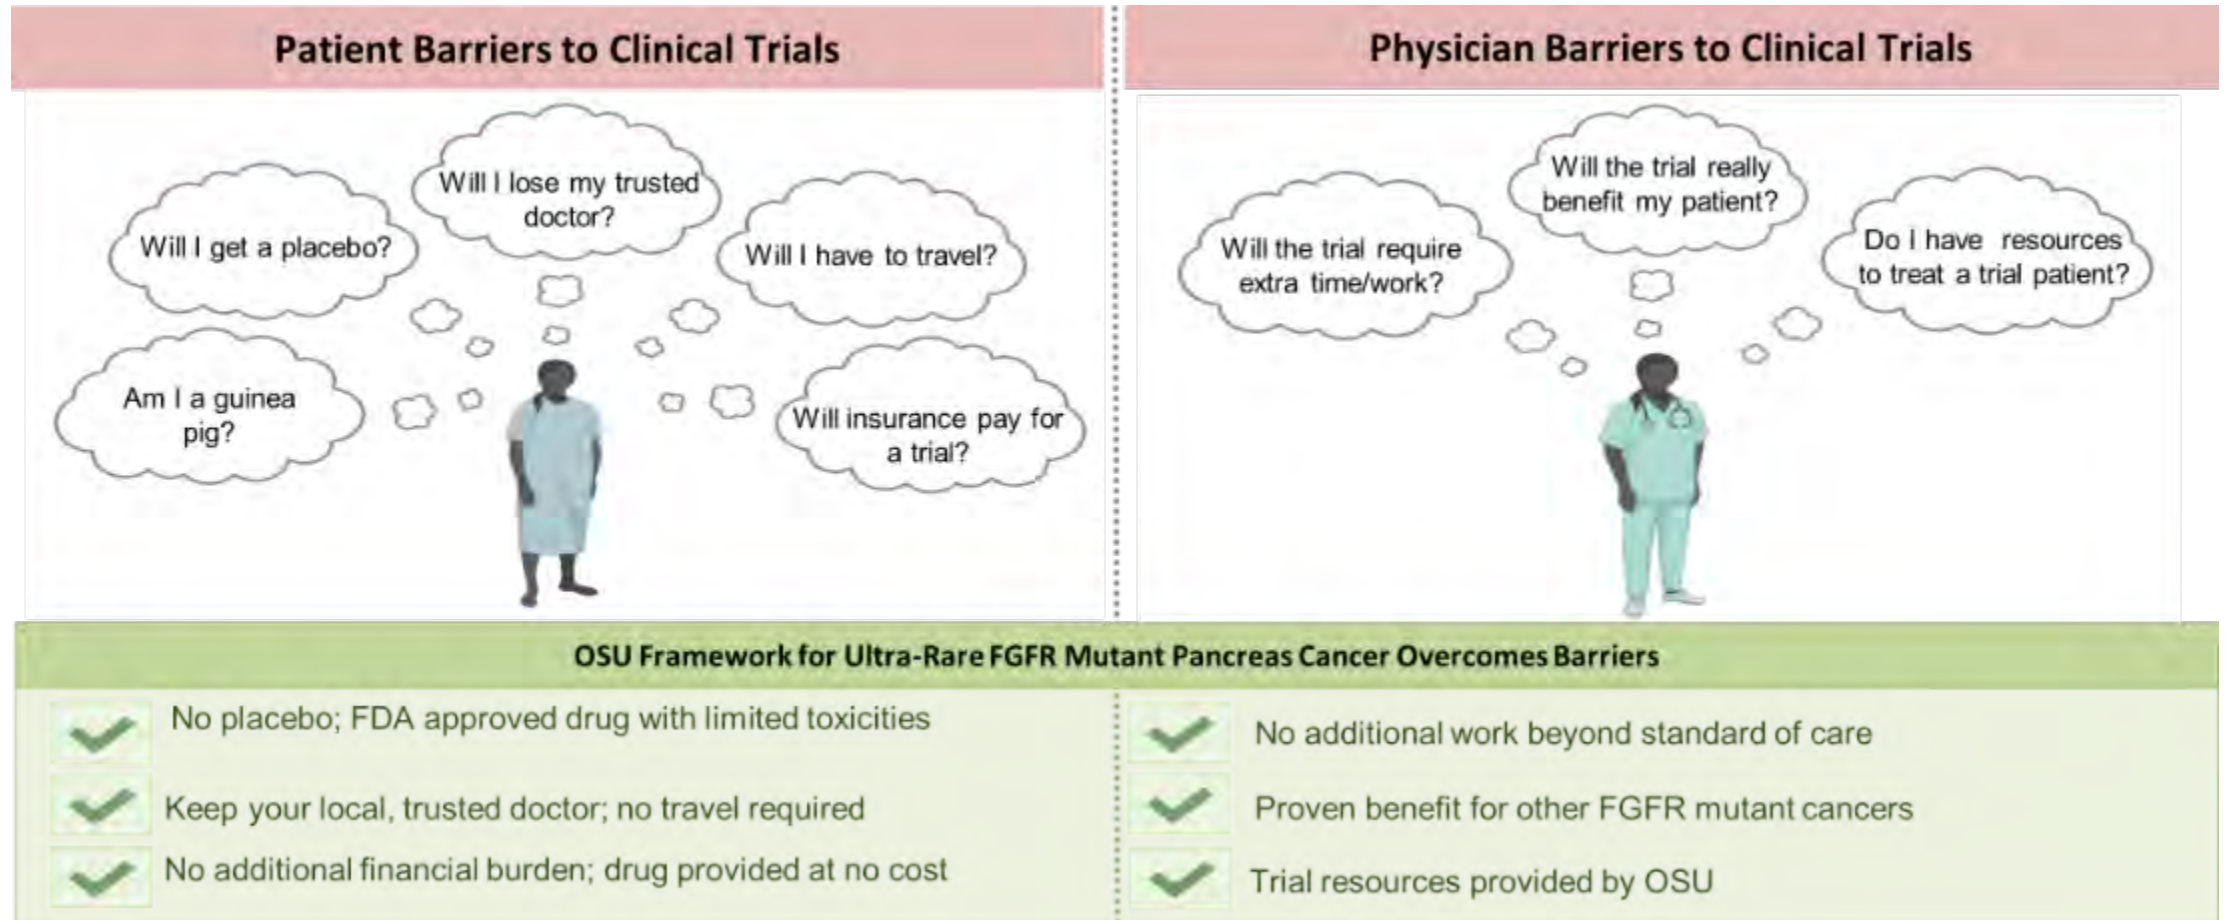 Patient Barriers to Clinical Trials
Physician Barriers to Clinical Trials
Will I lose my trusted
doctor?
Will I get a placebo?
Will I have to travel?
Am I a guinea
pig?
Will insurance pay for
a trial?
Will the trial really
benefit my patient?
Will the trial require
extra time/work?
Do I have resources
to treat a trial patient?
OSU Framework for Ultra-Rare FGFR Mutant Pancreas Cancer Overcomes Barriers
No placebo; FDA approved drug with limited toxicities
Keep your local, trusted doctor; no travel required
No additional financial burden; drug provided at no cost
No additional work beyond standard of care
Proven benefit for other FGFR mutant cancers
Trial resources provided by OSU